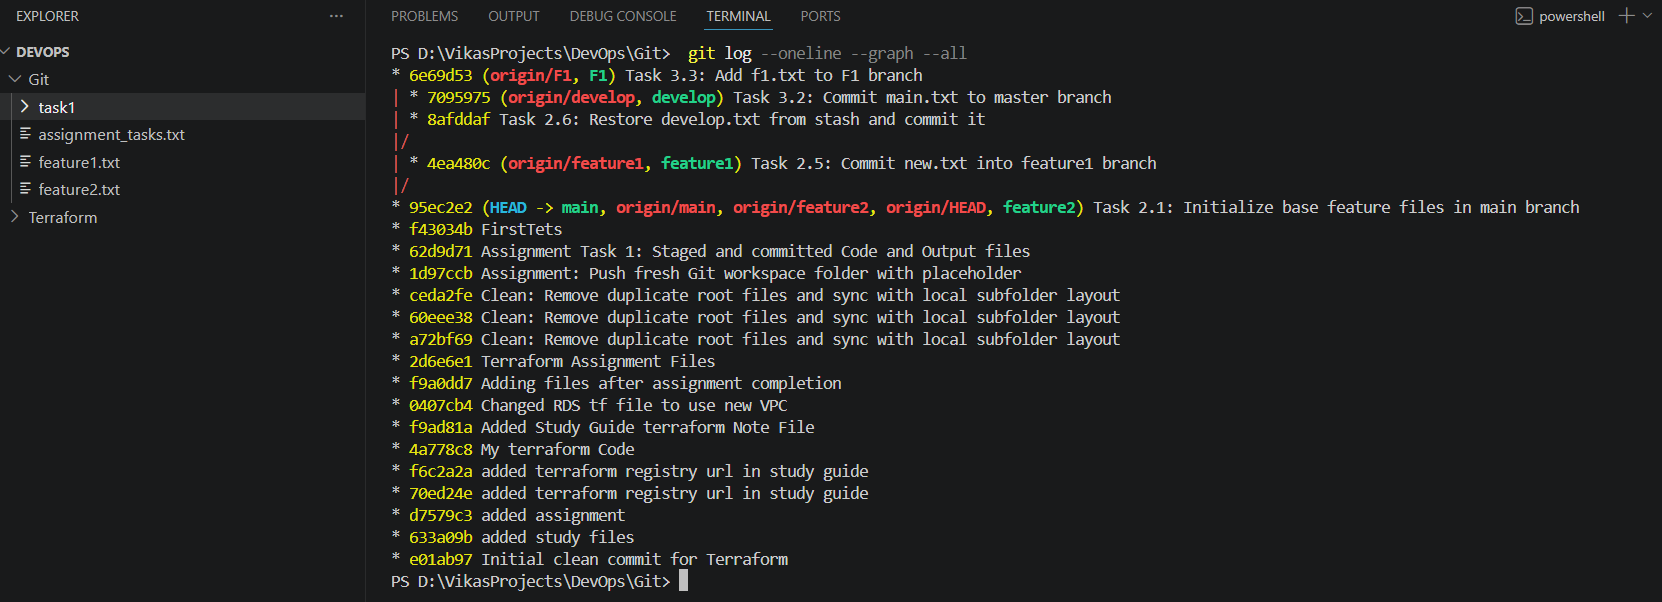 EXPLORER
···
DEVOPS
Git
task1
assignment_tasks.txt
feature1.txt
feature2.txt
Terraform
PROBLEMS OUTPUT DEBUG CONSOLE TERMINAL PORTS
powershell
PS D:\VikasProjects\DevOps\Git>  git log --oneline --graph --all
* 6e69d53 (origin/F1, F1) Task 3.3: Add f1.txt to F1 branch
| * 7095975 (origin/develop, develop) Task 3.2: Commit main.txt to master branch
| * 8afddaf Task 2.6: Restore develop.txt from stash and commit it
|/
| * 4ea480c (origin/feature1, feature1) Task 2.5: Commit new.txt into feature1 branch
|/
* 95ec2e2 (HEAD -> main, origin/main, origin/feature2, origin/HEAD, feature2) Task 2.1: Initialize base feature files in main branch
* f43034b FirstTets
* 62d9d71 Assignment Task 1: Staged and committed Code and Output files
* 1d97ccb Assignment: Push fresh Git workspace folder with placeholder
* ceda2fe Clean: Remove duplicate root files and sync with local subfolder layout
* 60eee38 Clean: Remove duplicate root files and sync with local subfolder layout
* a72bf69 Clean: Remove duplicate root files and sync with local subfolder layout
* 2d6e6e1 Terraform Assignment Files
* f9a0dd7 Adding files after assignment completion
* 0407cb4 Changed RDS tf file to use new VPC
* f9ad81a Added Study Guide terraform Note File
* 4a778c8 My terraform Code
* f6c2a2a added terraform registry url in study guide
* 70ed24e added terraform registry url in study guide
* d7579c3 added assignment
* 633a09b added study files
* e01ab97 Initial clean commit for Terraform
PS D:\VikasProjects\DevOps\Git>